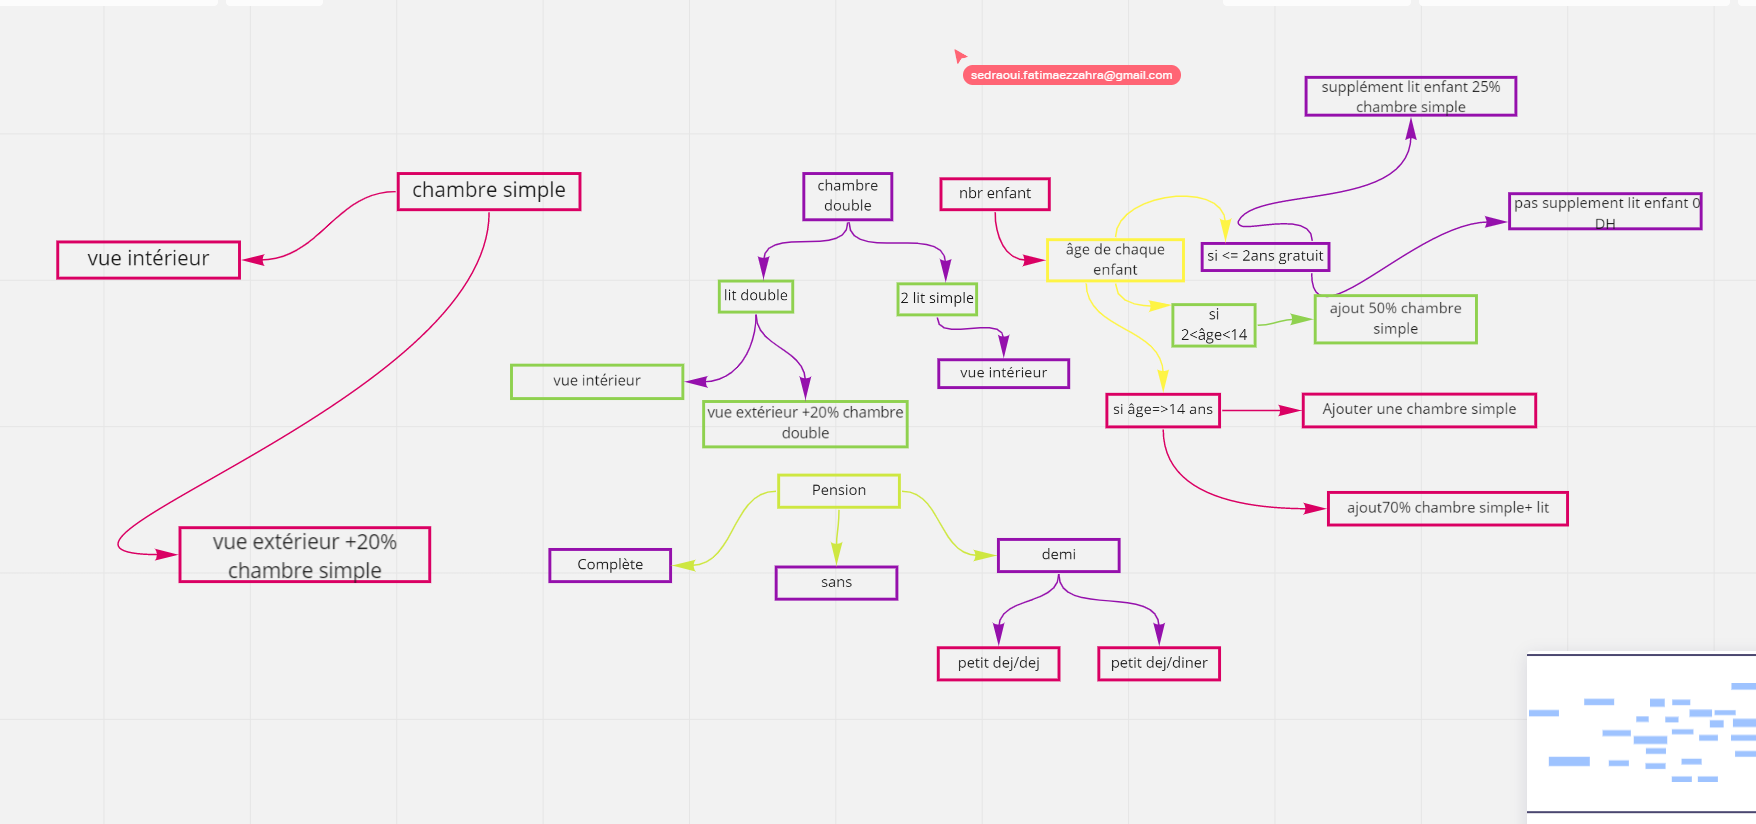 sedraoui.fatimaezzahra@gmail.com
supplément lit enfant 25%
chambre simple
chambre simple
chambre
double
nbr enfant
pas supplement lit enfant 0
DH
vue intérieur
âge de chaque
enfant
si <= 2ans gratuit
lit double
2 lit simple
si
2<âge<14
ajout 50% chambre
simple
vue intérieur
vue intérieur
vue extérieur +20% chambre
double
si âge=>14 ans
Ajouter une chambre simple
Pension
ajout70% chambre simple+ lit
vue extérieur +20%
chambre simple
Complète
sans
demi
petit dej/dej
petit dej/diner